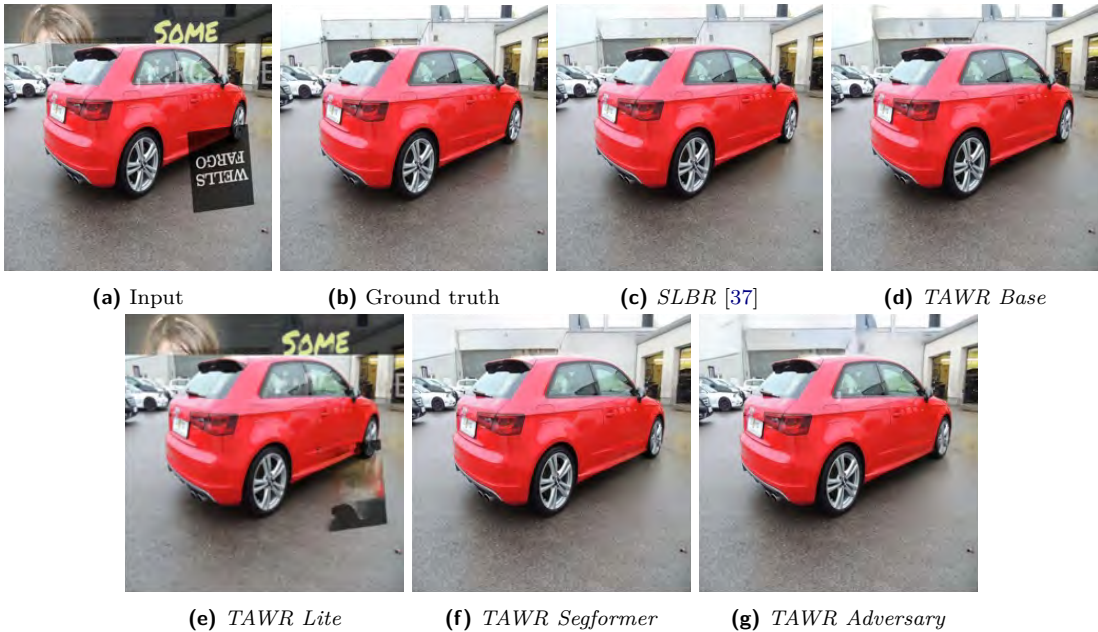 SOME
WELLS
FARGO
(a) Input
(b) Ground truth
(c) SLBR [37]
(d) TAWR Base
SOME
(e) TAWR Lite
(f) TAWR Segformer
(g) TAWR Adversary